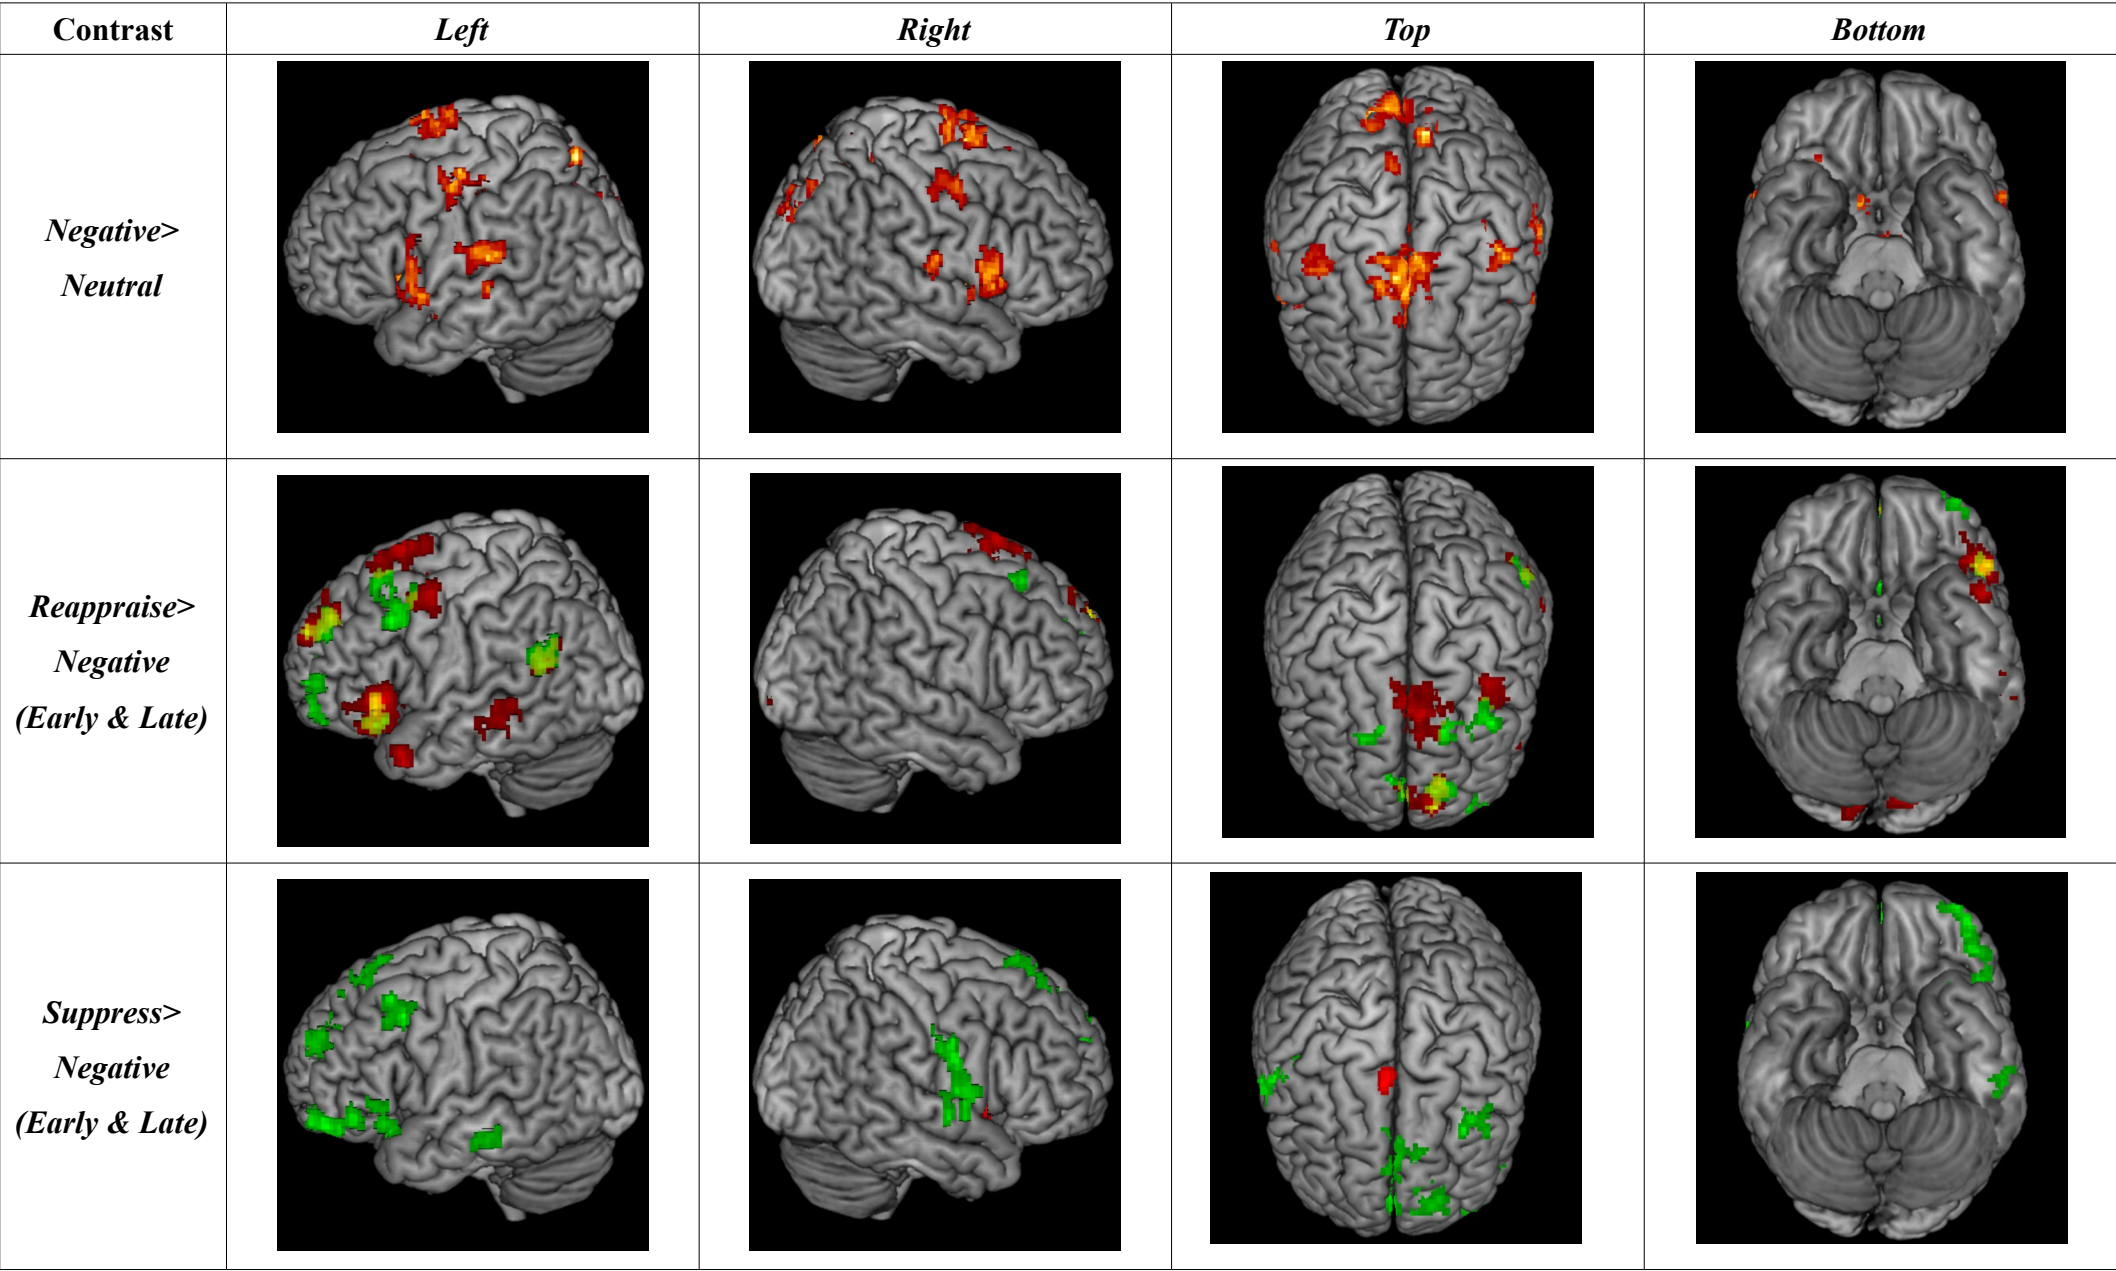 Contrast Left Right Top Bottom
Negative>
Neutral
Reappraise>
Negative
(Early & Late)
Suppress>
Negative
(Early & Late)